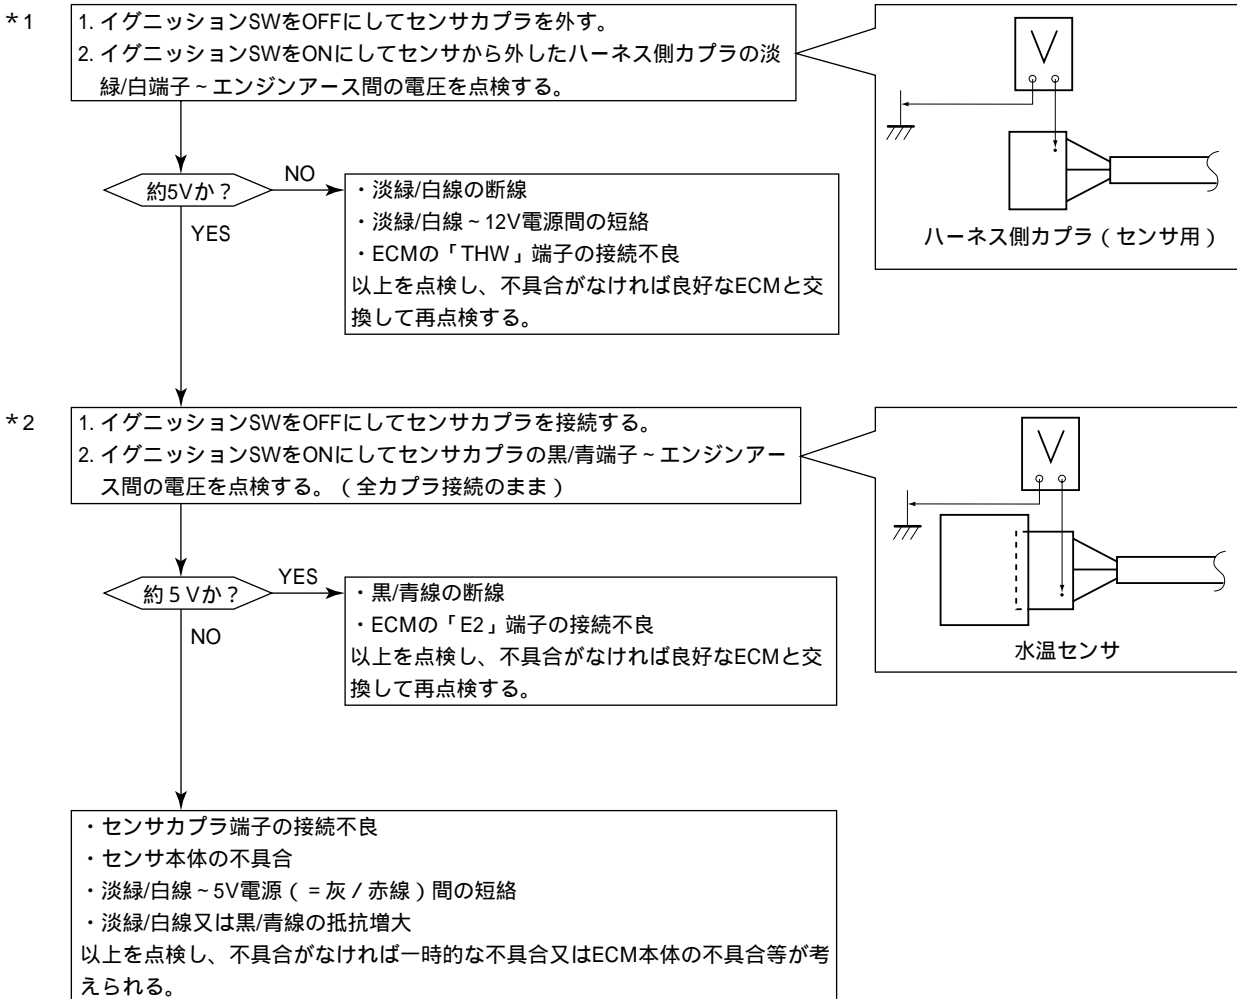 *1
1. イグニッションSWをOFFにしてセンサカプラを外す。
2. イグニッションSWをONにしてセンサから外したハーネス側カプラの淡
緑/白端子~エンジンアース間の電圧を点検する。
V
ハーネス側カプラ(センサ用)
約5Vか?
NO
YES
・淡緑/白線の断線
・淡緑/白線~12V電源間の短絡
・ECMの「THW」端子の接続不良
以上を点検し、不具合がなければ良好なECMと交
換して再点検する。
*2
1. イグニッションSWをOFFにしてセンサカプラを接続する。
2. イグニッションSWをONにしてセンサカプラの黒/青端子~エンジンアー
ス間の電圧を点検する。(全カプラ接続のまま)
V
水温センサ
約5Vか?
YES
NO
・黒/青線の断線
・ECMの「E2」端子の接続不良
以上を点検し、不具合がなければ良好なECMと交
換して再点検する。
・センサカプラ端子の接続不良
・センサ本体の不具合
・淡緑/白線~5V電源(=灰/赤線)間の短絡
・淡緑/白線又は黒/青線の抵抗増大
以上を点検し、不具合がなければ一時的な不具合又はECM本体の不具合等が考
えられる。